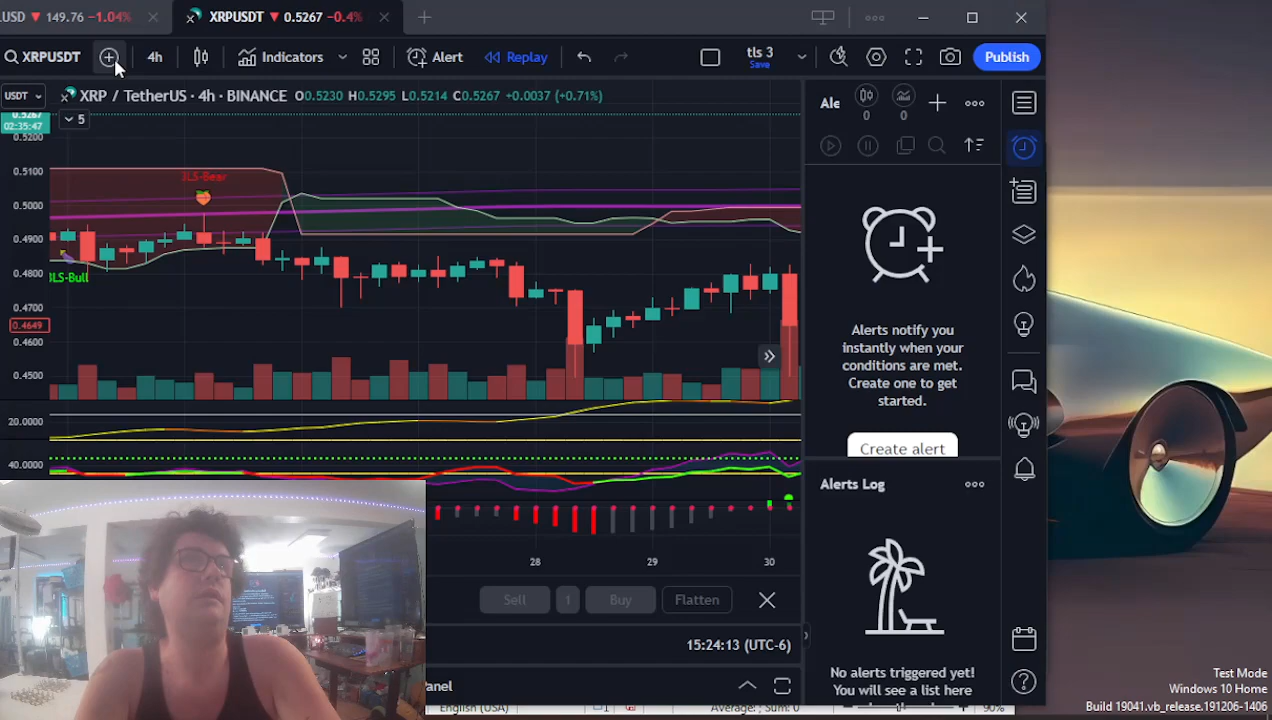 LUSD 149.76 -1.04%
XRPUSDT 0.5267 -0.4%
XRPUSDT 4h Indicators Alert Replay tls 3 Save Publish
USDT XRP / TetherUS · 4h · BINANCE O0.5230 H0.5295 L0.5214 C0.5267 +0.0037 (+0.71%)
Ale 0 0
0.5267
02:35:47
5
0.5200
0.5100
0.5000
0.4900
0.4800
0.4700
0.4649
0.4600
0.4500
20.0000
40.0000
3LS-Bear
3LS-Bull
28 29 30
Sell 1 Buy Flatten
15:24:13 (UTC-6)
Panel
Alerts notify you
instantly when your
conditions are met.
Create one to get
started.
Create alert
Alerts Log
No alerts triggered yet!
You will see a list here
English (USA) Average: Sum: 0 90%
Test Mode
Windows 10 Home
Build 19041.vb_release.191206-1406